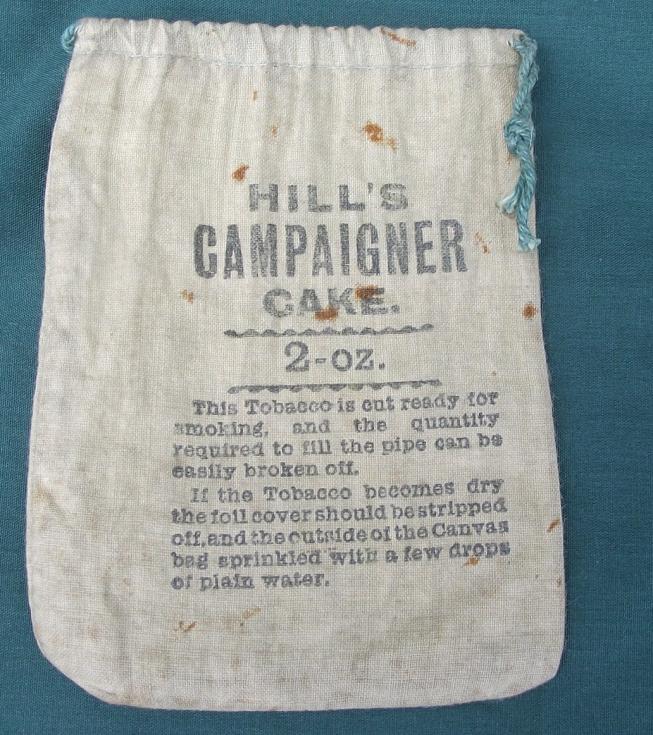 HILL'S
CAMPAIGNER
CAKE.
2-OZ.
This Tobacco is cut ready for
smoking, and the quantity
required to fill the pipe can be
easily broken off.
If the Tobacco becomes dry
the foil cover should be stripped
off, and the outside of the Canvas
bag sprinkled with a few drops
of plain water.